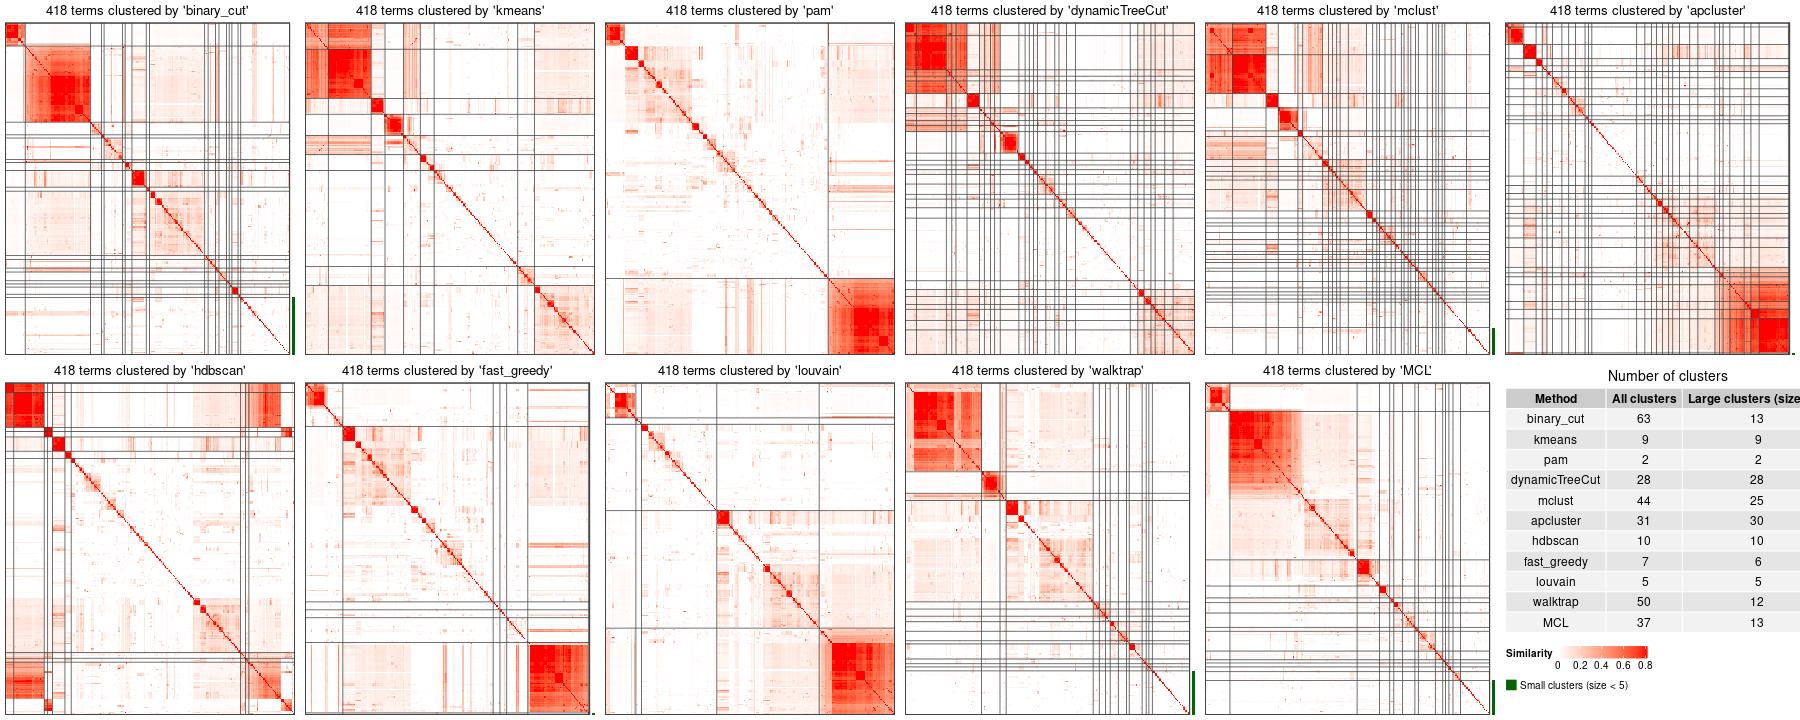 418 terms clustered by 'binary_cut'
418 terms clustered by 'kmeans'
418 terms clustered by 'pam'
418 terms clustered by 'dynamicTreeCut'
418 terms clustered by 'mclust'
418 terms clustered by 'apcluster'
418 terms clustered by 'hdbscan'
418 terms clustered by 'fast_greedy'
418 terms clustered by 'louvain'
418 terms clustered by 'walktrap'
418 terms clustered by 'MCL'
Number of clusters
Method All clusters Large clusters (size
binary_cut 63 13
kmeans 9 9
pam 2 2
dynamicTreeCut 28 28
mclust 44 25
apcluster 31 30
hdbscan 10 10
fast_greedy 7 6
louvain 5 5
walktrap 50 12
MCL 37 13
Similarity
0 0.2 0.4 0.6 0.8
Small clusters (size < 5)